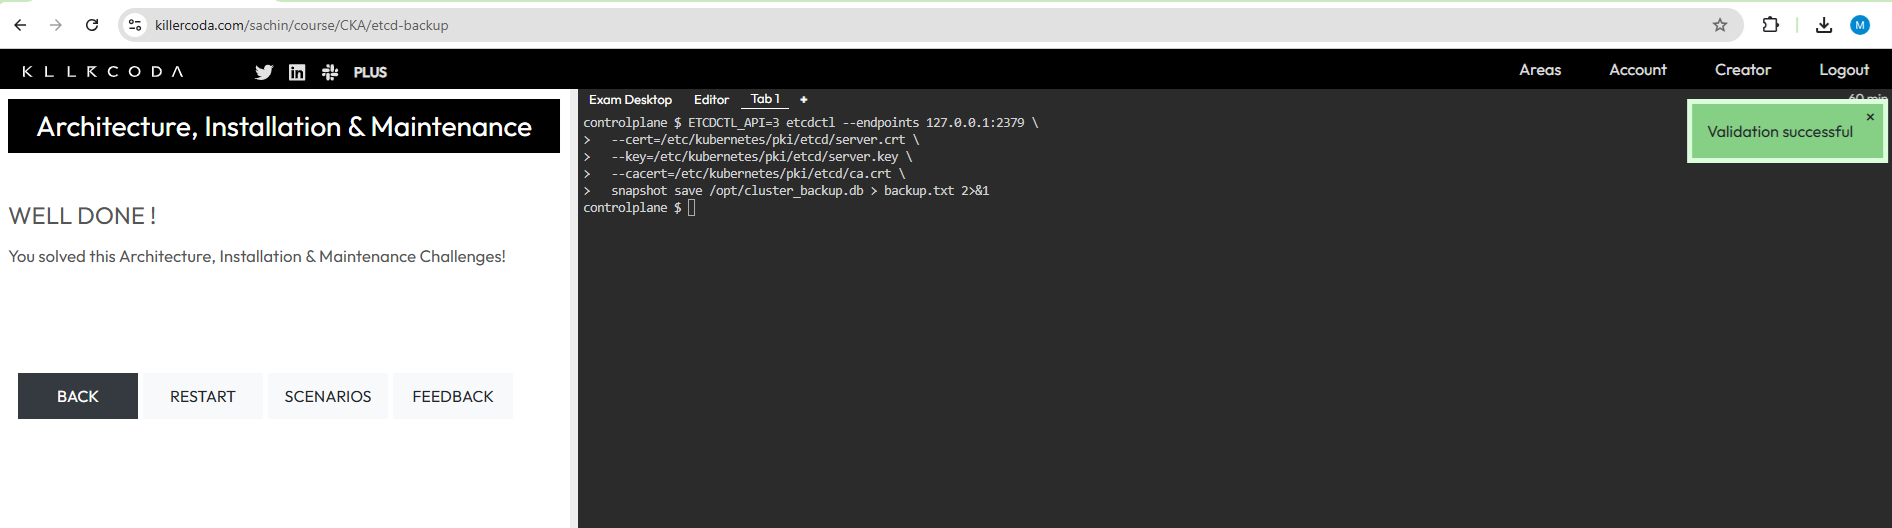 killercoda.com/sachin/course/CKA/etcd-backup
M
KLLRCODA
PLUS
Areas
Account
Creator
Logout
Architecture, Installation & Maintenance
WELL DONE !
You solved this Architecture, Installation & Maintenance Challenges!
BACK
RESTART
SCENARIOS
FEEDBACK
Exam Desktop
Editor
Tab 1
+
60 min
controlplane $ ETCDCTL_API=3 etcdctl --endpoints 127.0.0.1:2379 \
>   --cert=/etc/kubernetes/pki/etcd/server.crt \
>   --key=/etc/kubernetes/pki/etcd/server.key \
>   --cacert=/etc/kubernetes/pki/etcd/ca.crt \
>   snapshot save /opt/cluster_backup.db > backup.txt 2>&1
controlplane $
Validation successful
×